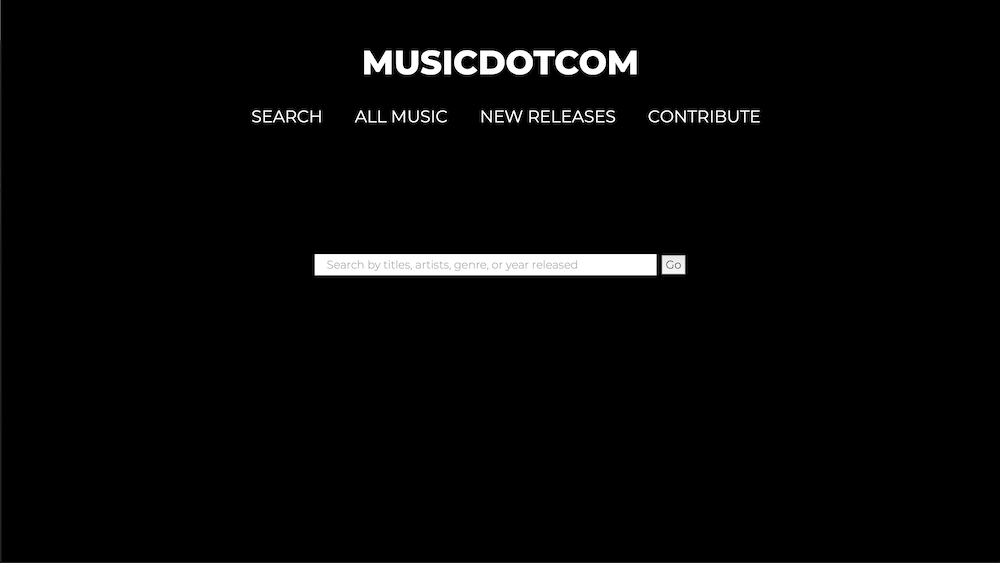 MUSICDOTCOM
SEARCH ALL MUSIC NEW RELEASES CONTRIBUTE
Search by titles, artists, genre, or year released Go